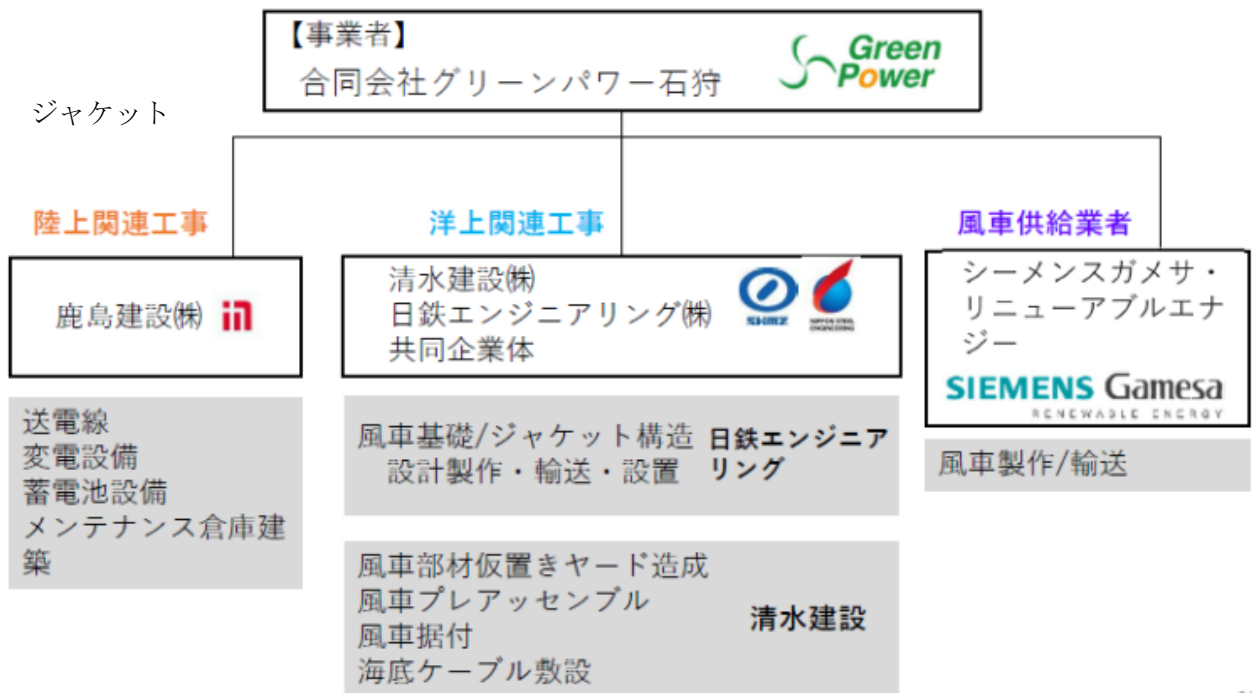 【事業者】
合同会社グリーンパワー石狩
Green
Power
ジャケット
陸上関連工事
洋上関連工事
風車供給業者
鹿島建設㈱
清水建設㈱
日鉄エンジニアリング㈱
共同企業体
SHIMZ
NIPPON STEEL
ENGINEERING
シーメンスガメサ・
リニューアブルエナ
ジー
SIEMENS Gamesa
RENEWABLE ENERGY
送電線
変電設備
蓄電池設備
メンテナンス倉庫建
築
風車基礎/ジャケット構造
設計製作・輸送・設置
日鉄エンジニア
リング
風車製作/輸送
風車部材仮置きヤード造成
風車プレアッセンブル
風車据付
海底ケーブル敷設
清水建設